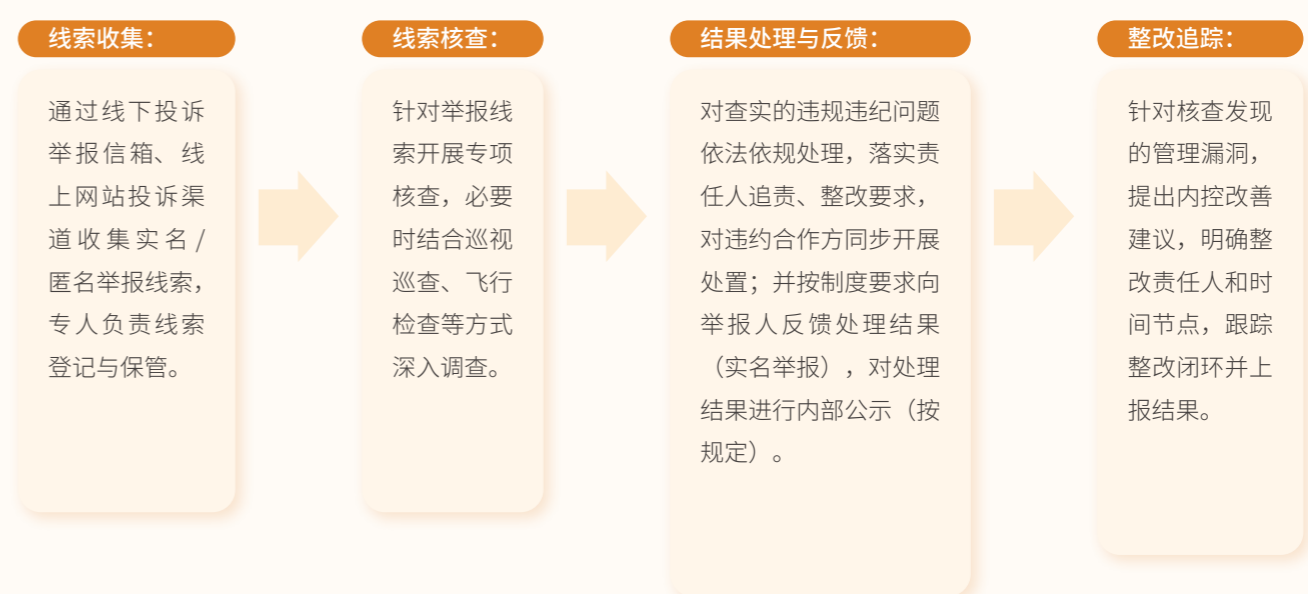 线索收集：
通过线下投诉
举报信箱、线
上网站投诉渠
道收集实名/
匿名举报线索，
专人负责线索
登记与保管。
线索核查：
针对举报线
索开展专项
核查，必要
时结合巡视
巡查、飞行
检查等方式
深入调查。
结果处理与反馈：
对查实的违规违纪问题
依法依规处理，落实责
任人追责、整改要求，
对违约合作方同步开展
处置；并按制度要求向
举报人反馈处理结果
（实名举报），对处理
结果进行内部公示（按
规定）。
整改追踪：
针对核查发现
的管理漏洞，
提出内控改善
建议，明确整
改责任人和时
间节点，跟踪
整改闭环并上
报结果。